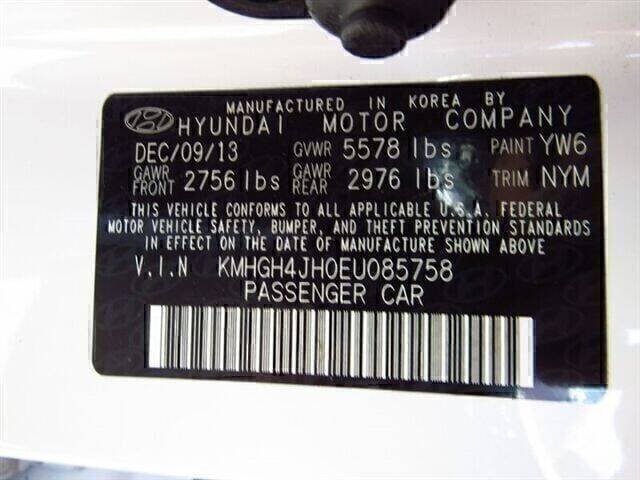 MANUFACTURED IN KOREA BY
HYUNDAI MOTOR COMPANY
DEC/09/13 GVWR 5578 lbs PAINT YW6
GAWR FRONT 2756 lbs GAWR REAR 2976 lbs TRIM NYM
THIS VEHICLE CONFORMS TO ALL APPLICABLE U.S.A. FEDERAL
MOTOR VEHICLE SAFETY, BUMPER, AND THEFT PREVENTION STANDARDS
IN EFFECT ON THE DATE OF MANUFACTURE SHOWN ABOVE
V.I.N KMHGH4JH0EU085758
PASSENGER CAR